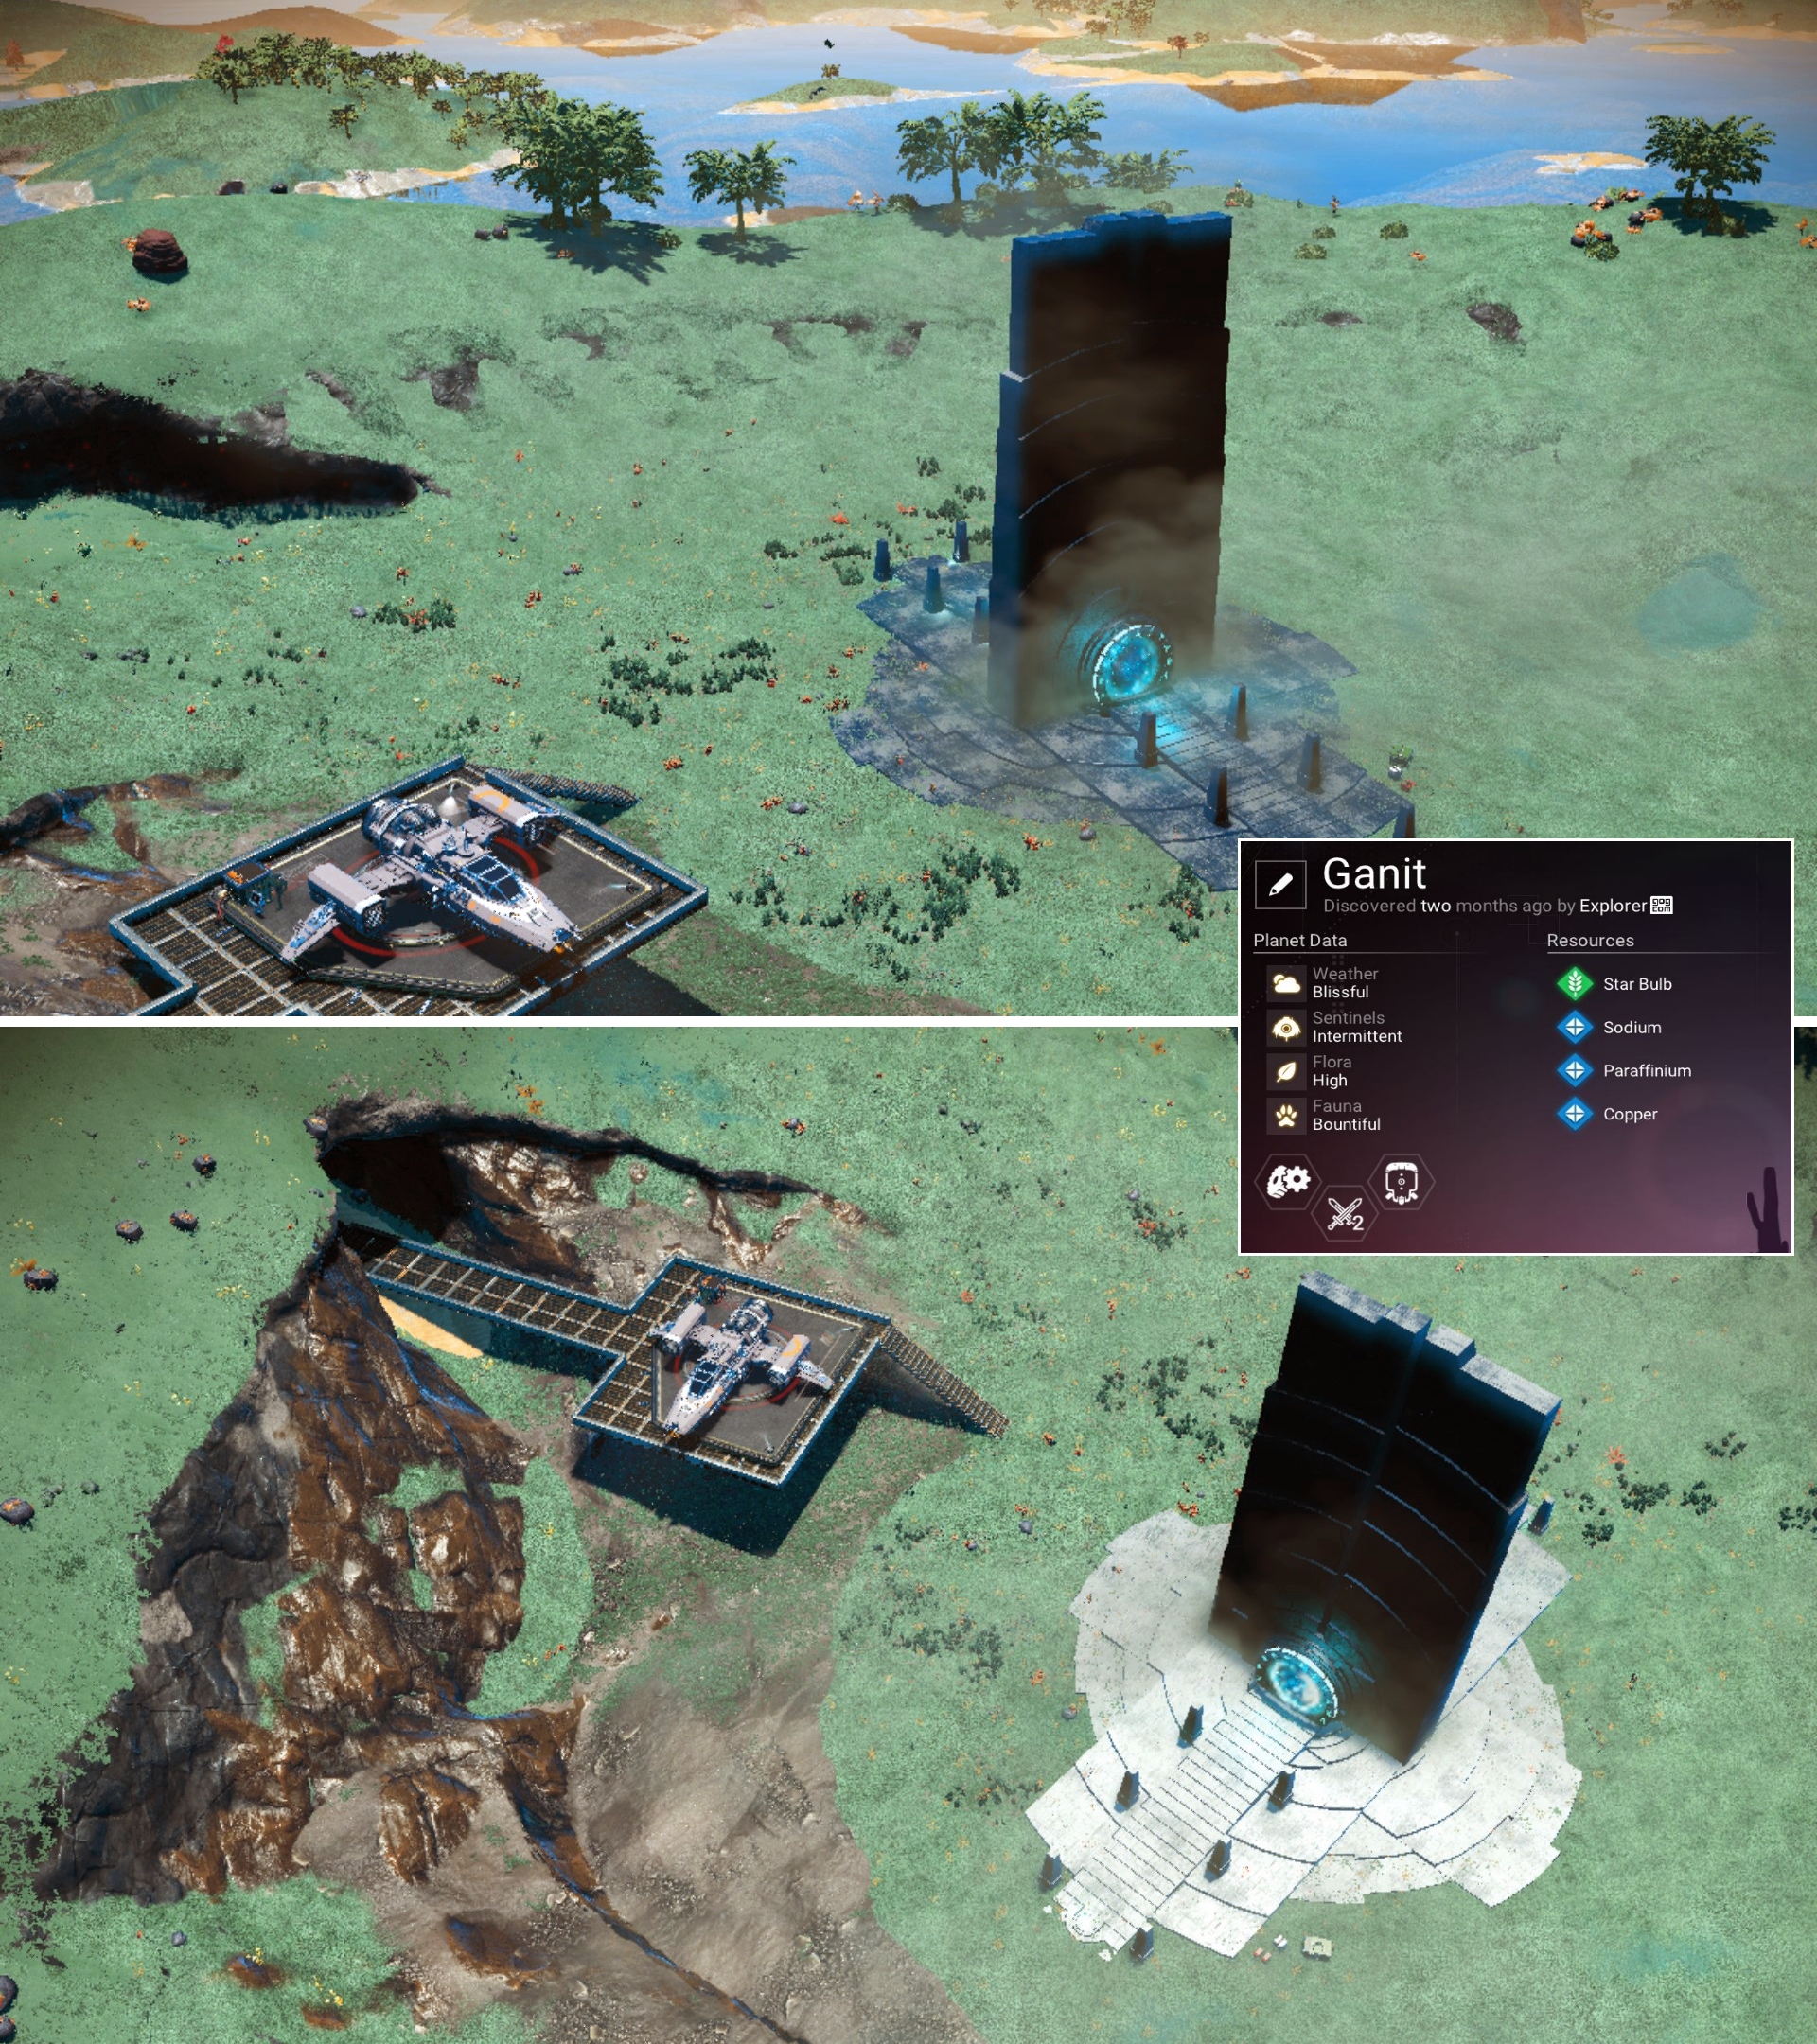 Ganit
Discovered two months ago by Explorer
Planet Data
Resources
Weather
Blissful
Sentinels
Intermittent
Flora
High
Fauna
Bountiful
Star Bulb
Sodium
Paraffinium
Copper
2